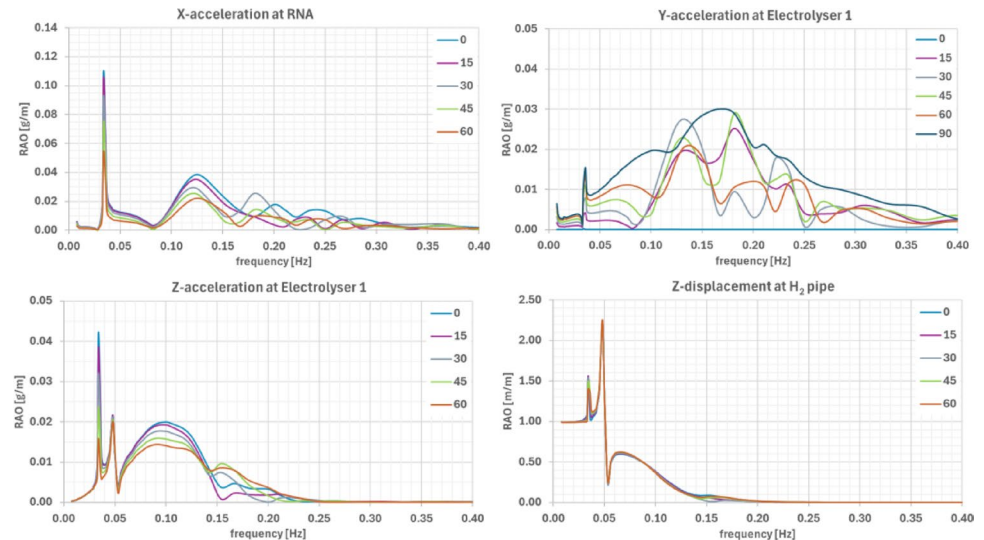 X-acceleration at RNA
RAO [g/m]
0.14
0.12
0.10
0.08
0.06
0.04
0.02
0.00
0.00 0.05 0.10 0.15 0.20 0.25 0.30 0.35 0.40
frequency [Hz]
0
15
30
45
60
Y-acceleration at Electrolyser 1
RAO [g/m]
0.05
0.04
0.03
0.02
0.01
0.00
0.00 0.05 0.10 0.15 0.20 0.25 0.30 0.35 0.40
frequency [Hz]
0
15
30
45
60
90
Z-acceleration at Electrolyser 1
RAO [g/m]
0.05
0.04
0.03
0.02
0.01
0.00
0.00 0.05 0.10 0.15 0.20 0.25 0.30 0.35 0.40
frequency [Hz]
0
15
30
45
60
Z-displacement at H₂ pipe
RAO [m/m]
2.50
2.00
1.50
1.00
0.50
0.00
0.00 0.05 0.10 0.15 0.20 0.25 0.30 0.35 0.40
frequency [Hz]
0
15
30
45
60